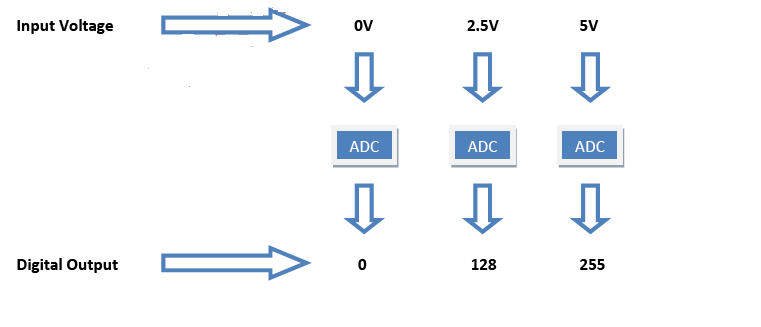 Input Voltage 0V 2.5V 5V
ADC ADC ADC
Digital Output 0 128 255